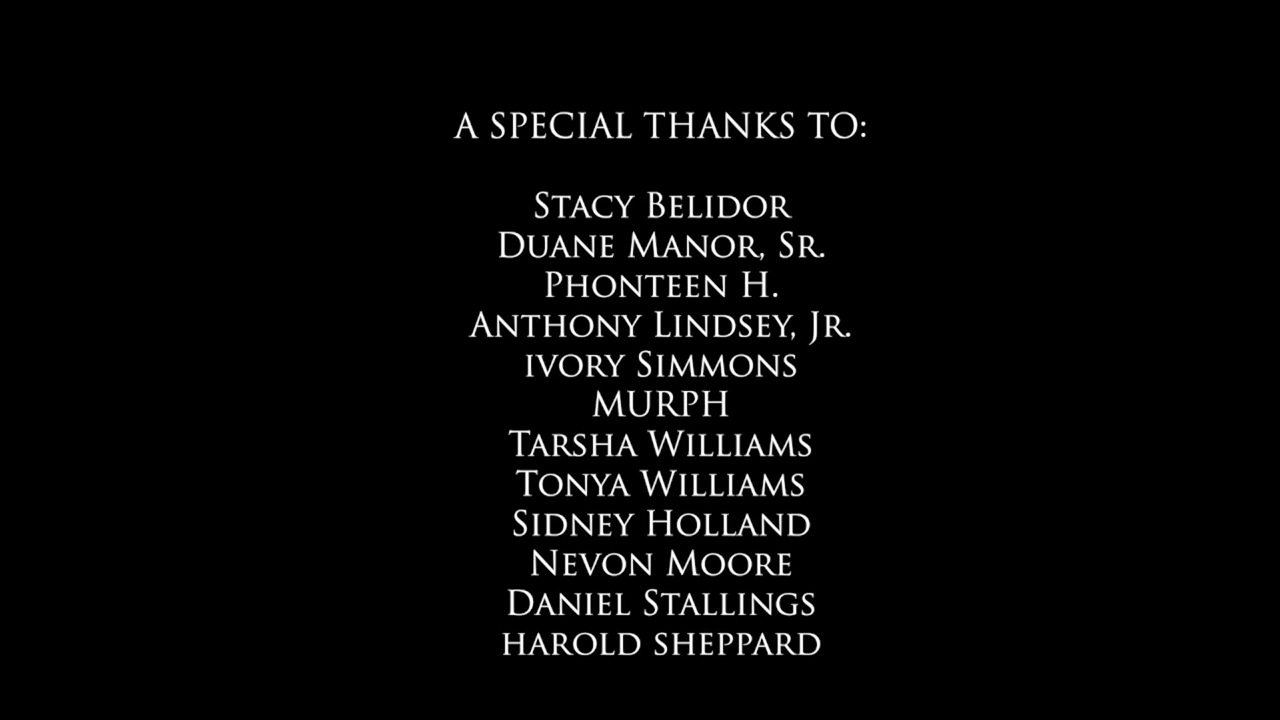 A SPECIAL THANKS TO:
Stacy Belidor
Duane Manor, Sr.
Phonteen H.
Anthony Lindsey, Jr.
ivory Simmons
MURPH
Tarsha Williams
Tonya Williams
Sidney Holland
Nevon Moore
Daniel Stallings
harold sheppard